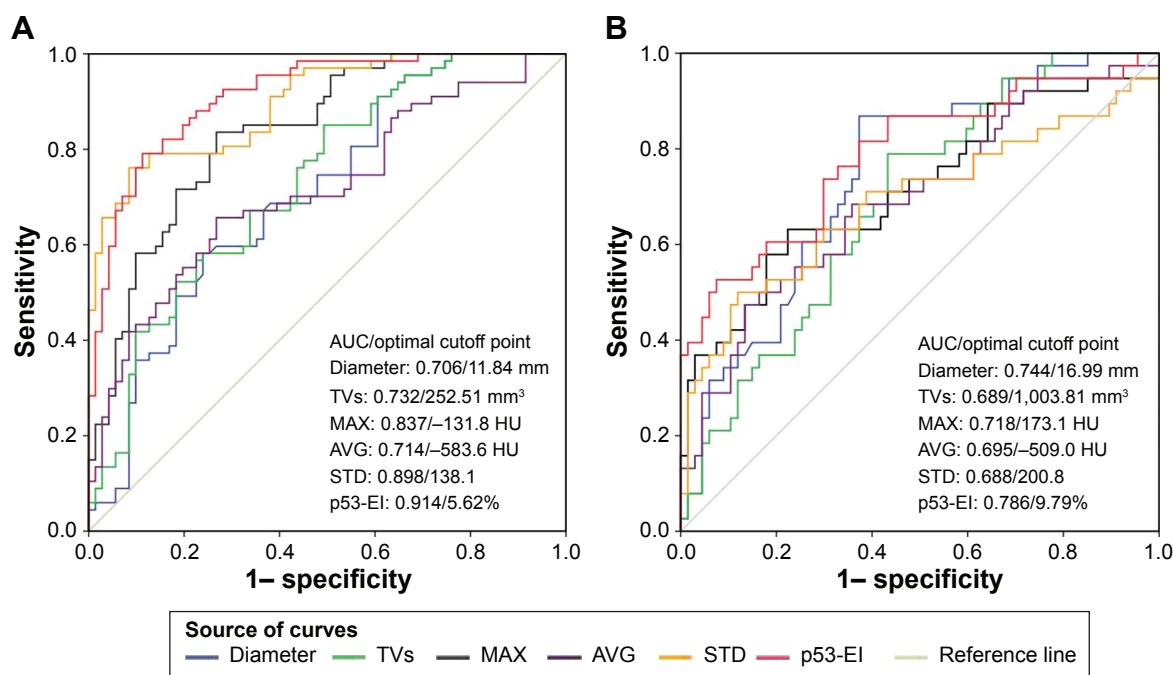 A
B
1.0
0.8
0.6
0.4
0.2
0.0
Sensitivity
AUC/optimal cutoff point
Diameter: 0.706/11.84 mm
TVs: 0.732/252.51 mm³
MAX: 0.837/–131.8 HU
AVG: 0.714/–583.6 HU
STD: 0.898/138.1
p53-EI: 0.914/5.62%
0.0 0.2 0.4 0.6 0.8 1.0
1– specificity
1.0
0.8
0.6
0.4
0.2
0.0
Sensitivity
AUC/optimal cutoff point
Diameter: 0.744/16.99 mm
TVs: 0.689/1,003.81 mm³
MAX: 0.718/173.1 HU
AVG: 0.695/–509.0 HU
STD: 0.688/200.8
p53-EI: 0.786/9.79%
0.0 0.2 0.4 0.6 0.8 1.0
1– specificity
Source of curves
Diameter TVs MAX AVG STD p53-EI Reference line